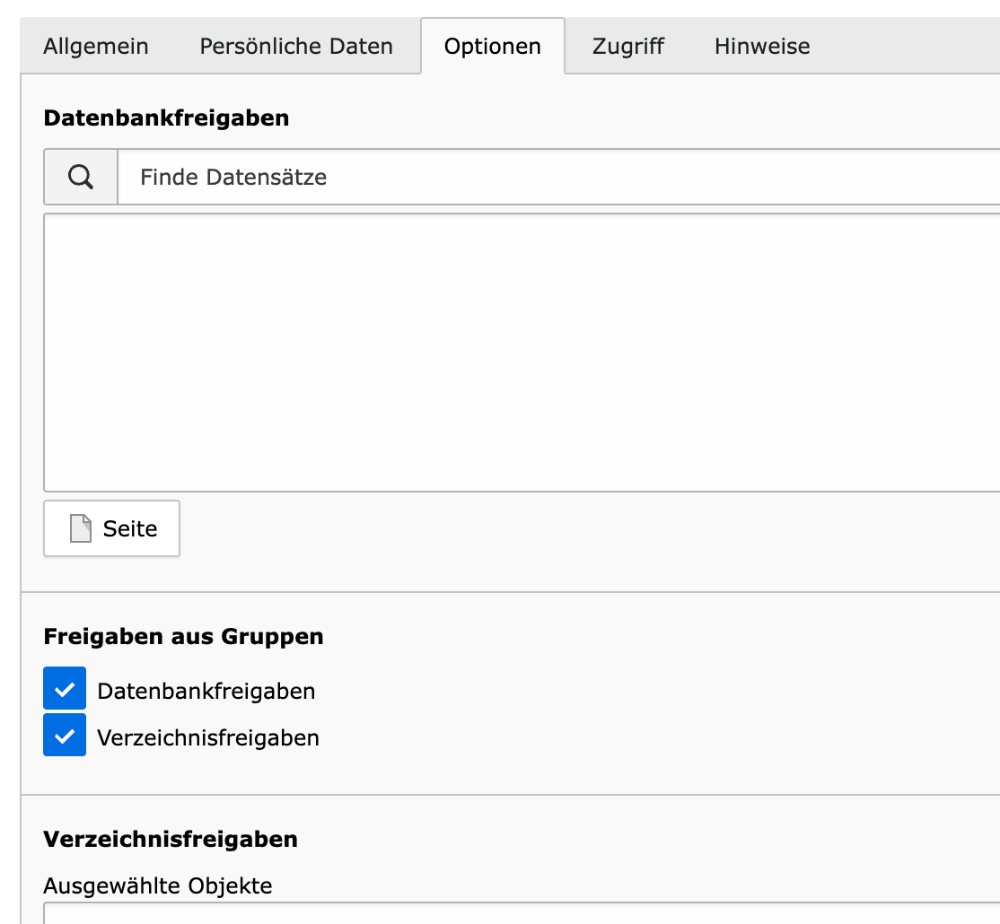 Allgemein Persönliche Daten Optionen Zugriff Hinweise
Datenbankfreigaben
Finde Datensätze
Seite
Freigaben aus Gruppen
Datenbankfreigaben
Verzeichnisfreigaben
Verzeichnisfreigaben
Ausgewählte Objekte